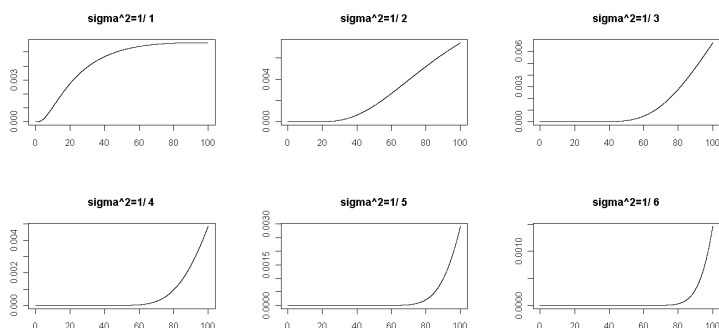 sigma^2=1/ 1
sigma^2=1/ 2
sigma^2=1/ 3
0.000 0.003
0.000 0.004
0.000 0.003 0.006
0 20 40 60 80 100
0 20 40 60 80 100
0 20 40 60 80 100
sigma^2=1/ 4
sigma^2=1/ 5
sigma^2=1/ 6
0.000 0.002 0.004
0.0000 0.0015 0.0030
0.0000 0.0010
0 20 40 60 80 100
0 20 40 60 80 100
0 20 40 60 80 100